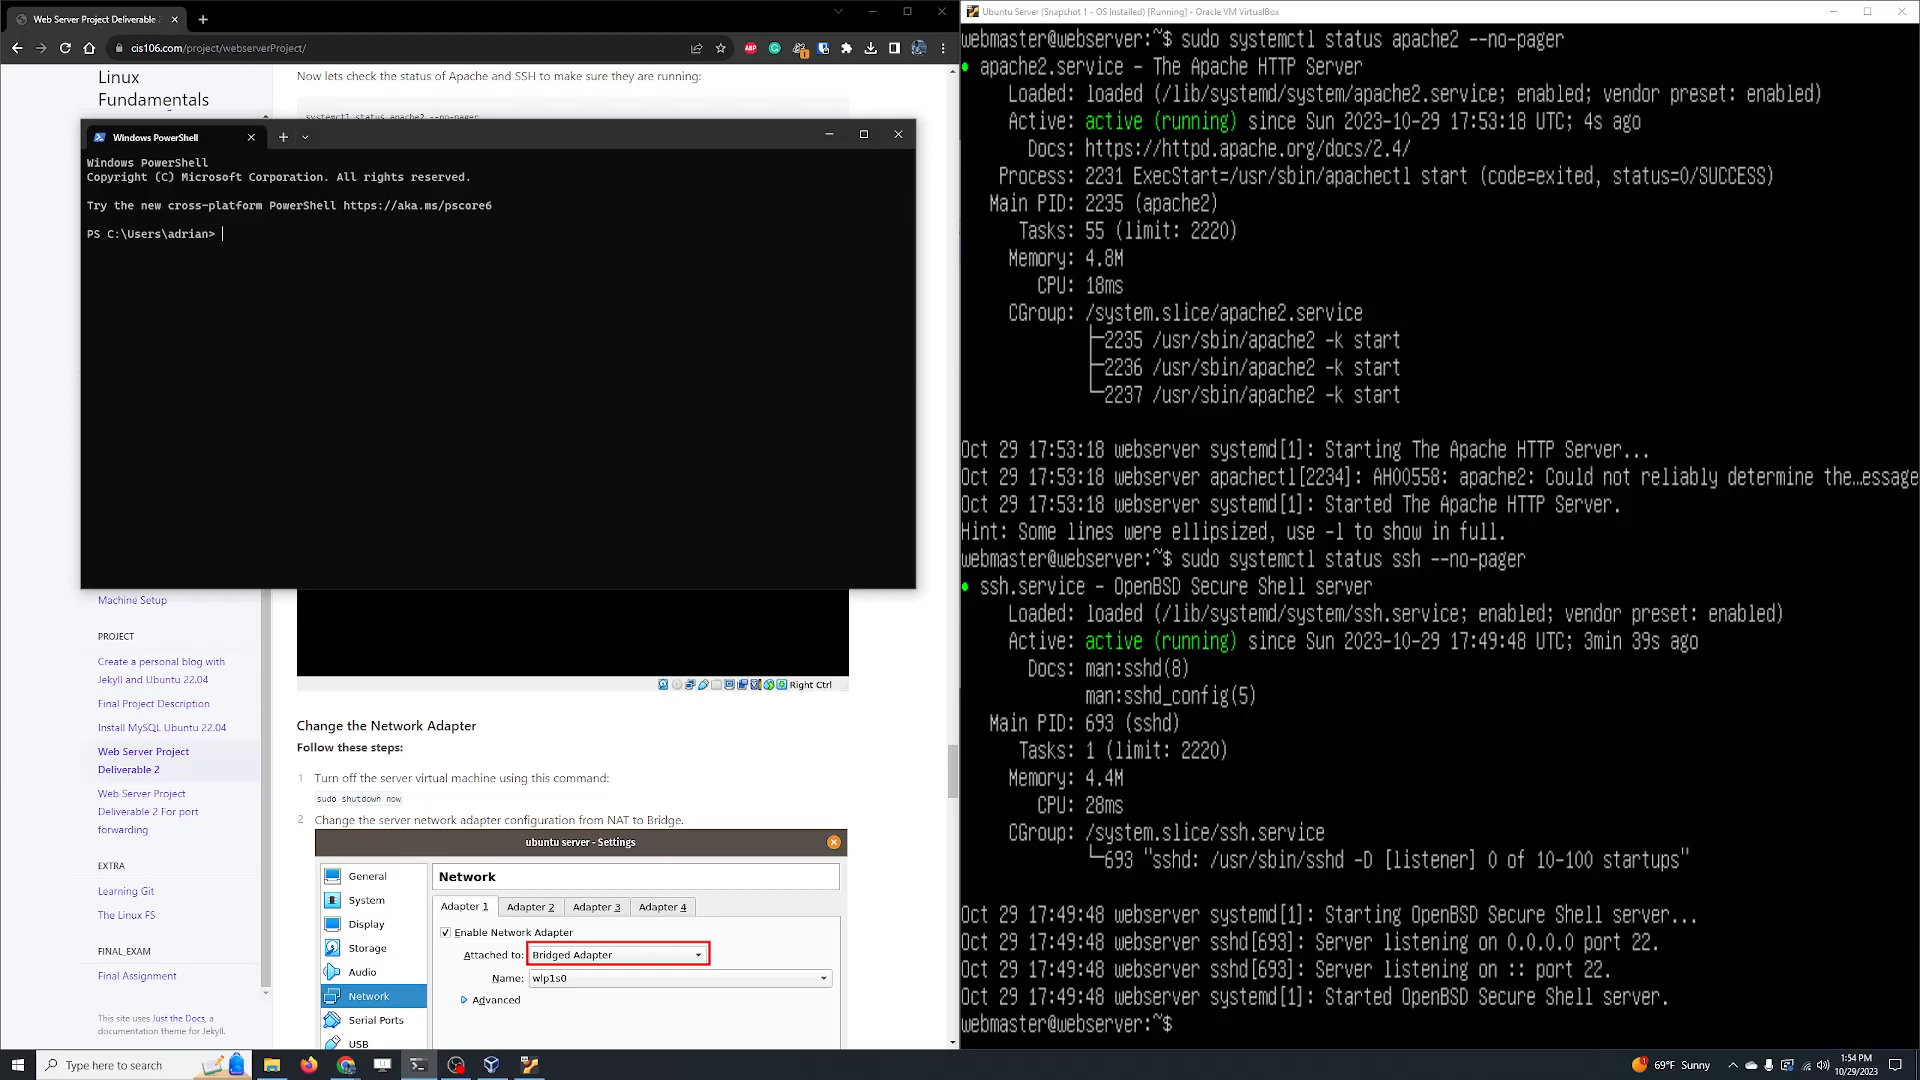 Web Server Project Deliverable 2
cis106.com/project/webserverProject/
Linux
Fundamentals
Now lets check the status of Apache and SSH to make sure they are running:
systemctl status apache2 --no-pager
Windows PowerShell
Windows PowerShell
Copyright (C) Microsoft Corporation. All rights reserved.
Try the new cross-platform PowerShell https://aka.ms/pscore6
PS C:\Users\adrian>
Machine Setup
PROJECT
Create a personal blog with
Jekyll and Ubuntu 22.04
Final Project Description
Install MySQL Ubuntu 22.04
Web Server Project
Deliverable 2
Web Server Project
Deliverable 2 For port
forwarding
EXTRA
Learning Git
The Linux FS
FINAL_EXAM
Final Assignment
This site uses Just the Docs, a
documentation theme for Jekyll.
Right Ctrl
Change the Network Adapter
Follow these steps:
1 Turn off the server virtual machine using this command:
sudo shutdown now
2 Change the server network adapter configuration from NAT to Bridge.
ubuntu server - Settings
General
System
Display
Storage
Audio
Network
Serial Ports
USB
Network
Adapter 1 Adapter 2 Adapter 3 Adapter 4
Enable Network Adapter
Attached to: Bridged Adapter
Name: wlp1s0
Advanced
Ubuntu Server (Snapshot 1 - OS Installed) [Running] - Oracle VM VirtualBox
webmaster@webserver:~$ sudo systemctl status apache2 --no-pager
● apache2.service - The Apache HTTP Server
Loaded: loaded (/lib/systemd/system/apache2.service; enabled; vendor preset: enabled)
Active: active (running) since Sun 2023-10-29 17:53:18 UTC; 4s ago
Docs: https://httpd.apache.org/docs/2.4/
Process: 2231 ExecStart=/usr/sbin/apachectl start (code=exited, status=0/SUCCESS)
Main PID: 2235 (apache2)
Tasks: 55 (limit: 2220)
Memory: 4.8M
CPU: 18ms
CGroup: /system.slice/apache2.service
├─2235 /usr/sbin/apache2 -k start
├─2236 /usr/sbin/apache2 -k start
└─2237 /usr/sbin/apache2 -k start
Oct 29 17:53:18 webserver systemd[1]: Starting The Apache HTTP Server...
Oct 29 17:53:18 webserver apachectl[2234]: AH00558: apache2: Could not reliably determine the…essage
Oct 29 17:53:18 webserver systemd[1]: Started The Apache HTTP Server.
Hint: Some lines were ellipsized, use -l to show in full.
webmaster@webserver:~$ sudo systemctl status ssh --no-pager
● ssh.service - OpenBSD Secure Shell server
Loaded: loaded (/lib/systemd/system/ssh.service; enabled; vendor preset: enabled)
Active: active (running) since Sun 2023-10-29 17:49:48 UTC; 3min 39s ago
Docs: man:sshd(8)
man:sshd_config(5)
Main PID: 693 (sshd)
Tasks: 1 (limit: 2220)
Memory: 4.4M
CPU: 28ms
CGroup: /system.slice/ssh.service
└─693 "sshd: /usr/sbin/sshd -D [listener] 0 of 10-100 startups"
Oct 29 17:49:48 webserver systemd[1]: Starting OpenBSD Secure Shell server...
Oct 29 17:49:48 webserver sshd[693]: Server listening on 0.0.0.0 port 22.
Oct 29 17:49:48 webserver sshd[693]: Server listening on :: port 22.
Oct 29 17:49:48 webserver systemd[1]: Started OpenBSD Secure Shell server.
webmaster@webserver:~$
Type here to search
69°F Sunny
1:54 PM
10/29/2023